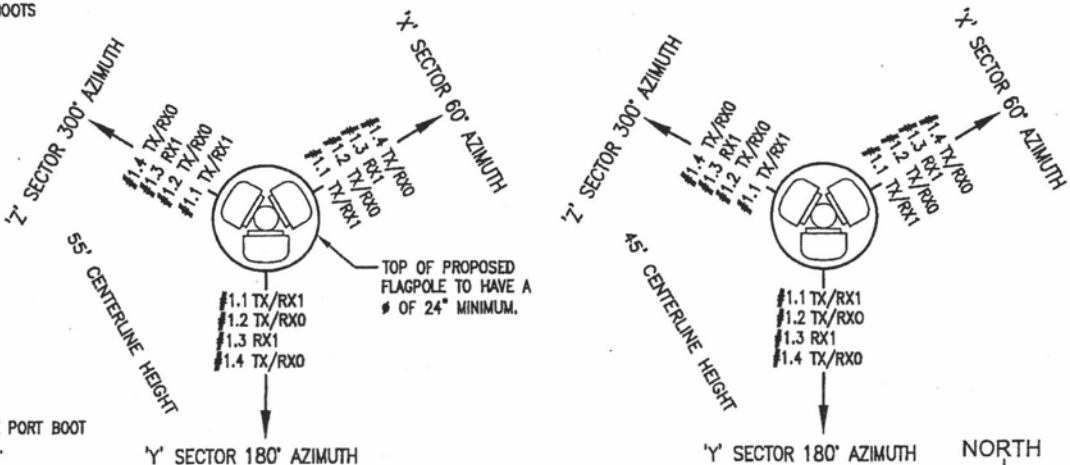 OOTS
'Z' SECTOR 300° AZIMUTH
#1.4 TX/RX0
#1.3 RX1
#1.2 TX/RX0
#1.1 TX/RX1
'X' SECTOR 60° AZIMUTH
#1.4 TX/RX0
#1.3 RX1
#1.2 TX/RX0
#1.1 TX/RX1
TOP OF PROPOSED
FLAGPOLE TO HAVE A
ø OF 24" MINIMUM.
55' CENTERLINE HEIGHT
#1.1 TX/RX1
#1.2 TX/RX0
#1.3 RX1
#1.4 TX/RX0
'Y' SECTOR 180° AZIMUTH
PORT BOOT
'Z' SECTOR 300° AZIMUTH
#1.4 TX/RX0
#1.3 RX1
#1.2 TX/RX0
#1.1 TX/RX1
'X' SECTOR 60° AZIMUTH
#1.4 TX/RX0
#1.3 RX1
#1.2 TX/RX0
#1.1 TX/RX1
45' CENTERLINE HEIGHT
#1.1 TX/RX1
#1.2 TX/RX0
#1.3 RX1
#1.4 TX/RX0
'Y' SECTOR 180° AZIMUTH
NORTH